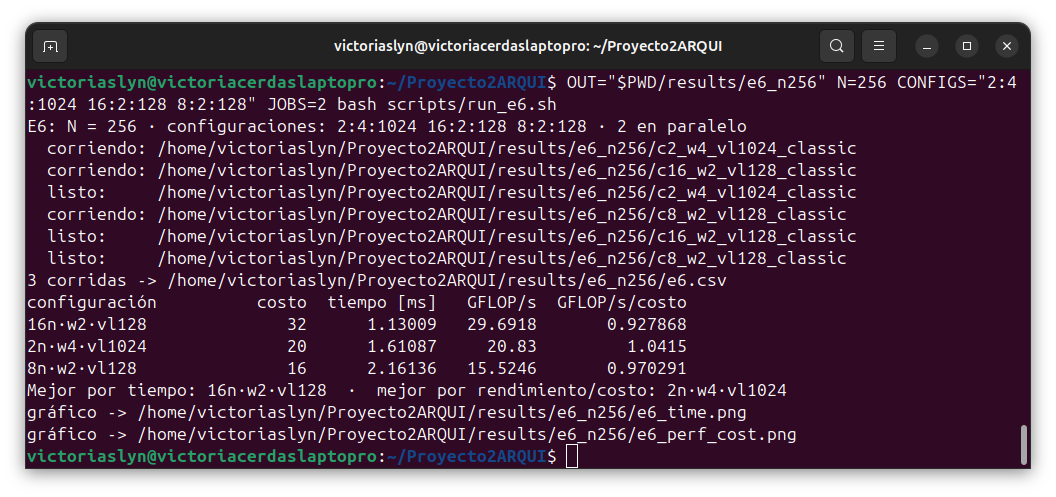 victoriaslyn@victoriacerdaslaptopro: ~/Proyecto2ARQUI
victoriaslyn@victoriacerdaslaptopro:~/Proyecto2ARQUI$ OUT="$PWD/results/e6_n256" N=256 CONFIGS="2:4
:1024 16:2:128 8:2:128" JOBS=2 bash scripts/run_e6.sh
E6: N = 256 · configuraciones: 2:4:1024 16:2:128 8:2:128 · 2 en paralelo
  corriendo: /home/victoriaslyn/Proyecto2ARQUI/results/e6_n256/c2_w4_vl1024_classic
  corriendo: /home/victoriaslyn/Proyecto2ARQUI/results/e6_n256/c16_w2_vl128_classic
  listo:     /home/victoriaslyn/Proyecto2ARQUI/results/e6_n256/c2_w4_vl1024_classic
  corriendo: /home/victoriaslyn/Proyecto2ARQUI/results/e6_n256/c8_w2_vl128_classic
  listo:     /home/victoriaslyn/Proyecto2ARQUI/results/e6_n256/c16_w2_vl128_classic
  listo:     /home/victoriaslyn/Proyecto2ARQUI/results/e6_n256/c8_w2_vl128_classic
3 corridas -> /home/victoriaslyn/Proyecto2ARQUI/results/e6_n256/e6.csv
configuración          costo  tiempo [ms]   GFLOP/s  GFLOP/s/costo
16n·w2·vl128              32      1.13009   29.6918       0.927868
2n·w4·vl1024              20      1.61087     20.83         1.0415
8n·w2·vl128               16      2.16136   15.5246       0.970291
Mejor por tiempo: 16n·w2·vl128  ·  mejor por rendimiento/costo: 2n·w4·vl1024
gráfico -> /home/victoriaslyn/Proyecto2ARQUI/results/e6_n256/e6_time.png
gráfico -> /home/victoriaslyn/Proyecto2ARQUI/results/e6_n256/e6_perf_cost.png
victoriaslyn@victoriacerdaslaptopro:~/Proyecto2ARQUI$